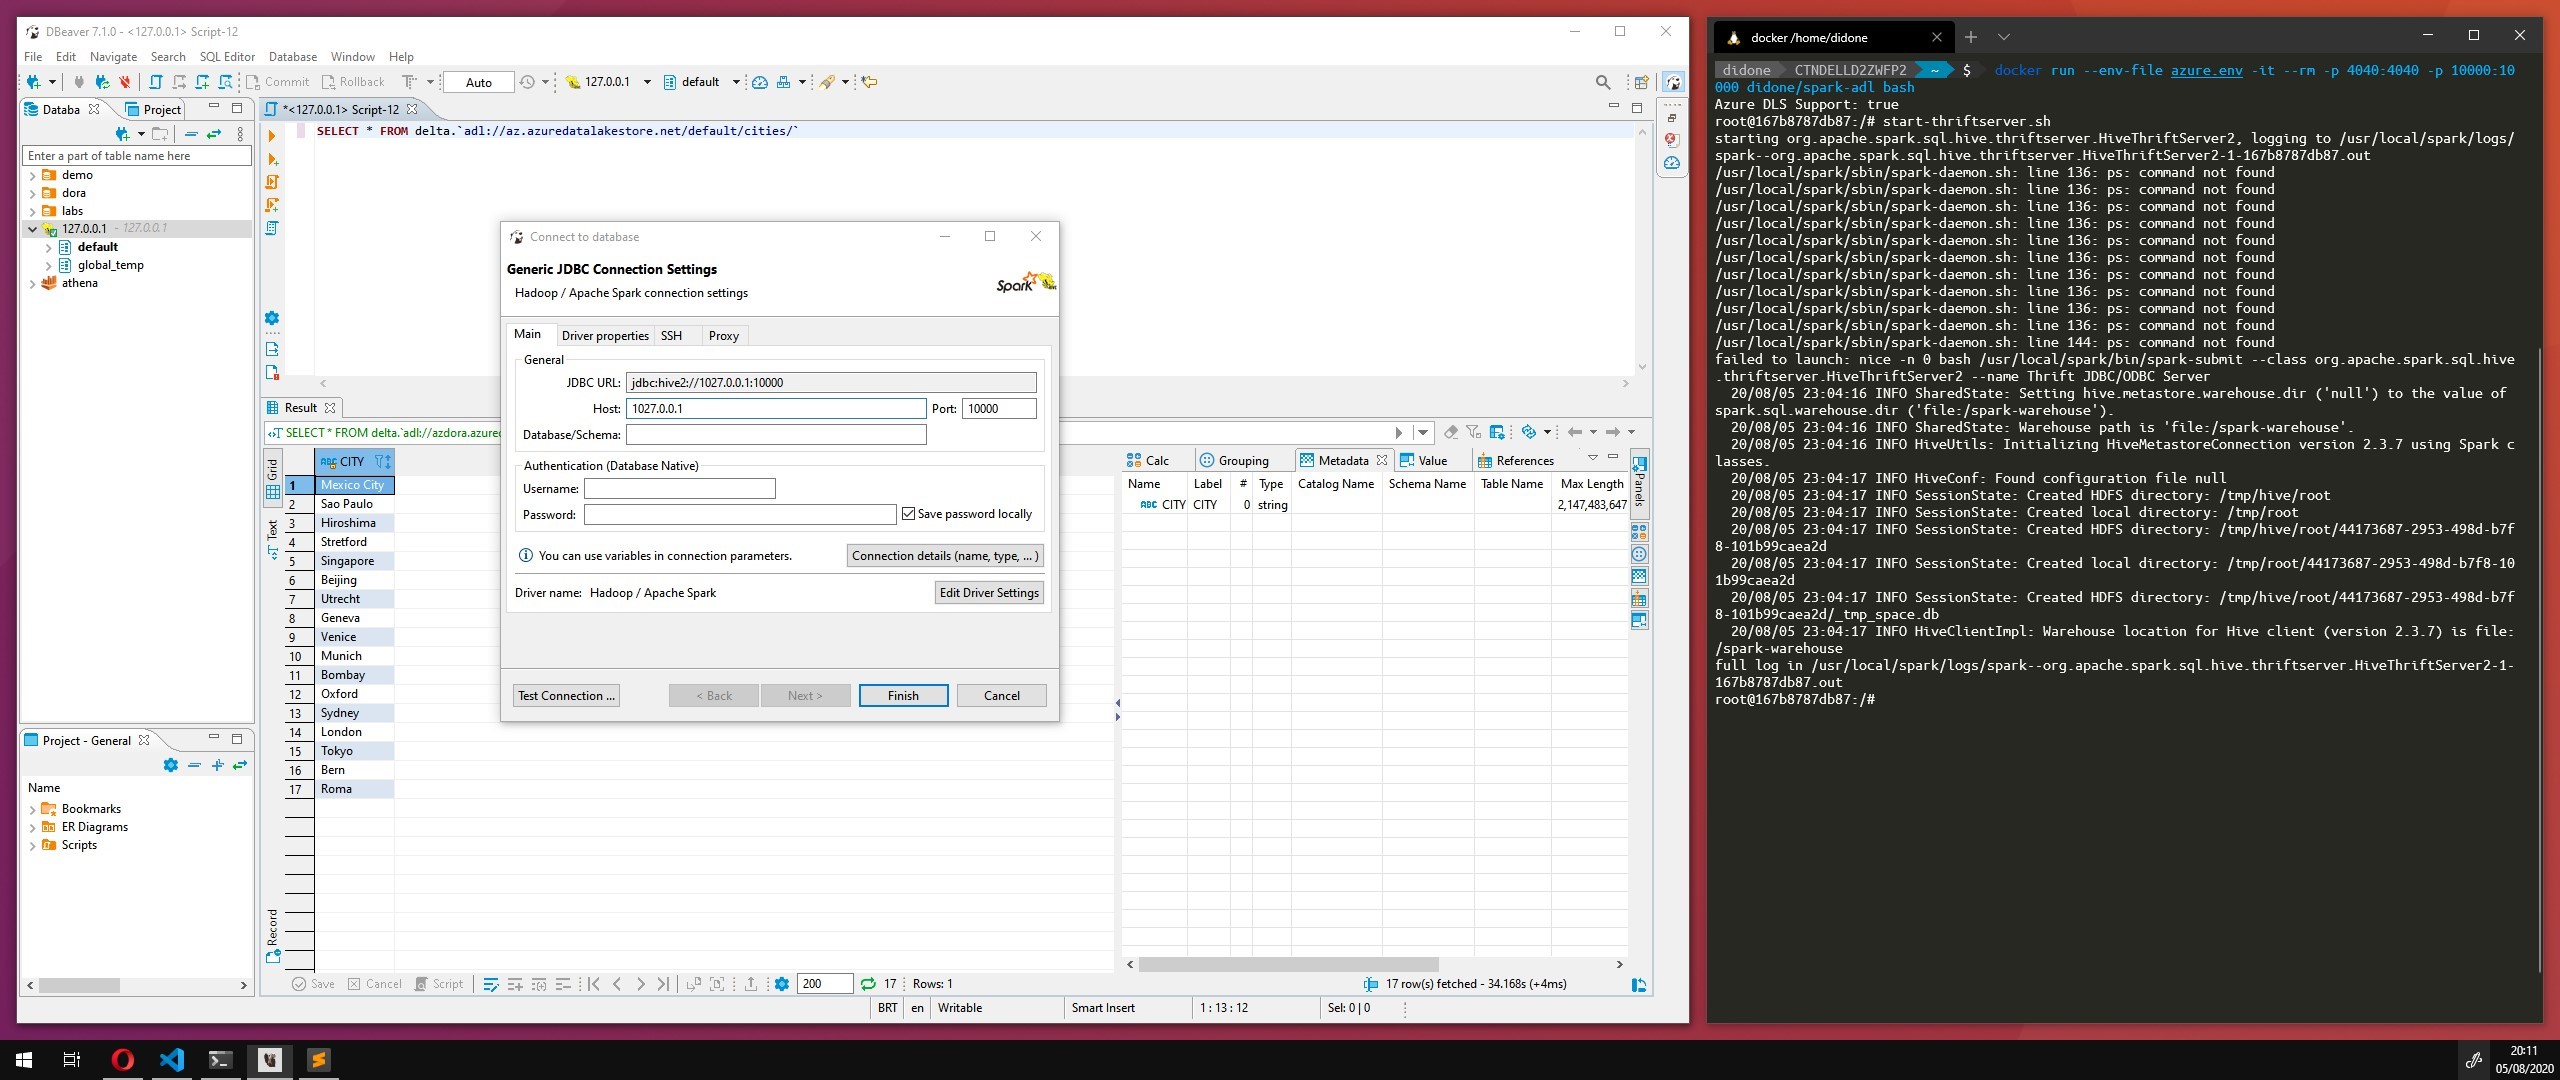 DBeaver 7.1.0 - <127.0.0.1> Script-12
File Edit Navigate Search SQL Editor Database Window Help
Commit Rollback Auto 127.0.0.1 default
Databa Project
Enter a part of table name here
demo
dora
labs
127.0.0.1 - 127.0.0.1
default
global_temp
athena
Project - General
Name
Bookmarks
ER Diagrams
Scripts
*<127.0.0.1> Script-12
SELECT * FROM delta.`adl://az.azuredatalakestore.net/default/cities/`
Result
SELECT * FROM delta.`adl://azdora.azured
Grid
Text
Record
CITY
1 Mexico City
2 Sao Paulo
3 Hiroshima
4 Stretford
5 Singapore
6 Beijing
7 Utrecht
8 Geneva
9 Venice
10 Munich
11 Bombay
12 Oxford
13 Sydney
14 London
15 Tokyo
16 Bern
17 Roma
Connect to database
Generic JDBC Connection Settings
Hadoop / Apache Spark connection settings
Spark
Main Driver properties SSH Proxy
General
JDBC URL: jdbc:hive2://1027.0.0.1:10000
Host: 1027.0.0.1 Port: 10000
Database/Schema:
Authentication (Database Native)
Username:
Password: Save password locally
You can use variables in connection parameters. Connection details (name, type, ... )
Driver name: Hadoop / Apache Spark Edit Driver Settings
Test Connection ... < Back Next > Finish Cancel
Calc Grouping Metadata Value References
Panels
Name Label # Type Catalog Name Schema Name Table Name Max Length
ABC CITY CITY 0 string 2,147,483,647
Save Cancel Script 200 17 Rows: 1 17 row(s) fetched - 34.168s (+4ms)
BRT en Writable Smart Insert 1 : 13 : 12 Sel: 0 | 0
docker /home/didone
didone CTNDELLD2ZWFP2 ~ $ docker run --env-file azure.env -it --rm -p 4040:4040 -p 10000:10
000 didone/spark-adl bash
Azure DLS Support: true
root@167b8787db87:/# start-thriftserver.sh
starting org.apache.spark.sql.hive.thriftserver.HiveThriftServer2, logging to /usr/local/spark/logs/
spark--org.apache.spark.sql.hive.thriftserver.HiveThriftServer2-1-167b8787db87.out
/usr/local/spark/sbin/spark-daemon.sh: line 136: ps: command not found
/usr/local/spark/sbin/spark-daemon.sh: line 136: ps: command not found
/usr/local/spark/sbin/spark-daemon.sh: line 136: ps: command not found
/usr/local/spark/sbin/spark-daemon.sh: line 136: ps: command not found
/usr/local/spark/sbin/spark-daemon.sh: line 136: ps: command not found
/usr/local/spark/sbin/spark-daemon.sh: line 136: ps: command not found
/usr/local/spark/sbin/spark-daemon.sh: line 136: ps: command not found
/usr/local/spark/sbin/spark-daemon.sh: line 136: ps: command not found
/usr/local/spark/sbin/spark-daemon.sh: line 136: ps: command not found
/usr/local/spark/sbin/spark-daemon.sh: line 136: ps: command not found
/usr/local/spark/sbin/spark-daemon.sh: line 144: ps: command not found
failed to launch: nice -n 0 bash /usr/local/spark/bin/spark-submit --class org.apache.spark.sql.hive
.thriftserver.HiveThriftServer2 --name Thrift JDBC/ODBC Server
20/08/05 23:04:16 INFO SharedState: Setting hive.metastore.warehouse.dir ('null') to the value of
spark.sql.warehouse.dir ('file:/spark-warehouse').
20/08/05 23:04:16 INFO SharedState: Warehouse path is 'file:/spark-warehouse'.
20/08/05 23:04:16 INFO HiveUtils: Initializing HiveMetastoreConnection version 2.3.7 using Spark c
lasses.
20/08/05 23:04:17 INFO HiveConf: Found configuration file null
20/08/05 23:04:17 INFO SessionState: Created HDFS directory: /tmp/hive/root
20/08/05 23:04:17 INFO SessionState: Created local directory: /tmp/root
20/08/05 23:04:17 INFO SessionState: Created HDFS directory: /tmp/hive/root/44173687-2953-498d-b7f
8-101b99caea2d
20/08/05 23:04:17 INFO SessionState: Created local directory: /tmp/root/44173687-2953-498d-b7f8-10
1b99caea2d
20/08/05 23:04:17 INFO SessionState: Created HDFS directory: /tmp/hive/root/44173687-2953-498d-b7f
8-101b99caea2d/_tmp_space.db
20/08/05 23:04:17 INFO HiveClientImpl: Warehouse location for Hive client (version 2.3.7) is file:
/spark-warehouse
full log in /usr/local/spark/logs/spark--org.apache.spark.sql.hive.thriftserver.HiveThriftServer2-1-
167b8787db87.out
root@167b8787db87:/#
20:11
05/08/2020